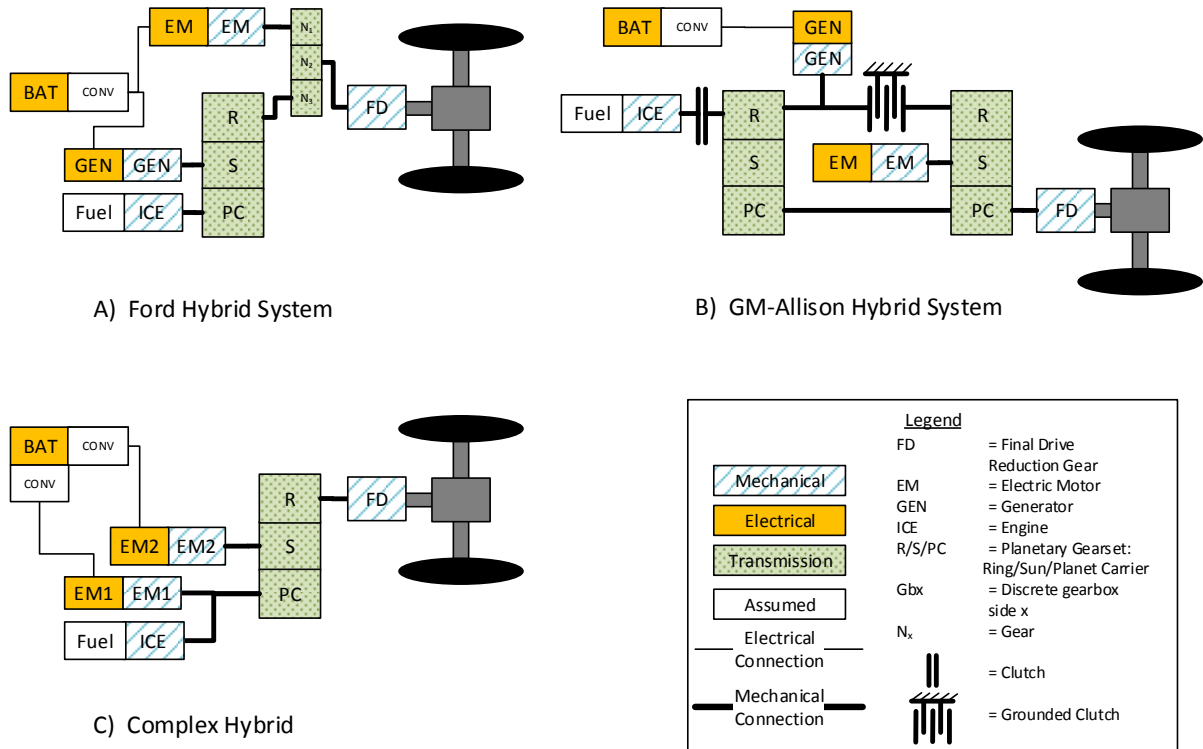 EM EM
N₁
N₂
N₃
BAT CONV
FD
R
S
PC
GEN GEN
Fuel ICE
A) Ford Hybrid System
BAT CONV
GEN
GEN
Fuel ICE
R
S
PC
EM EM
R
S
PC
FD
B) GM-Allison Hybrid System
BAT CONV
CONV
R
S
PC
FD
EM2 EM2
EM1 EM1
Fuel ICE
C) Complex Hybrid
Legend
Mechanical
Electrical
Transmission
Assumed
Electrical
Connection
Mechanical
Connection
FD = Final Drive
Reduction Gear
EM = Electric Motor
GEN = Generator
ICE = Engine
R/S/PC = Planetary Gearset:
Ring/Sun/Planet Carrier
Gbx = Discrete gearbox
side x
Nₓ = Gear
= Clutch
= Grounded Clutch